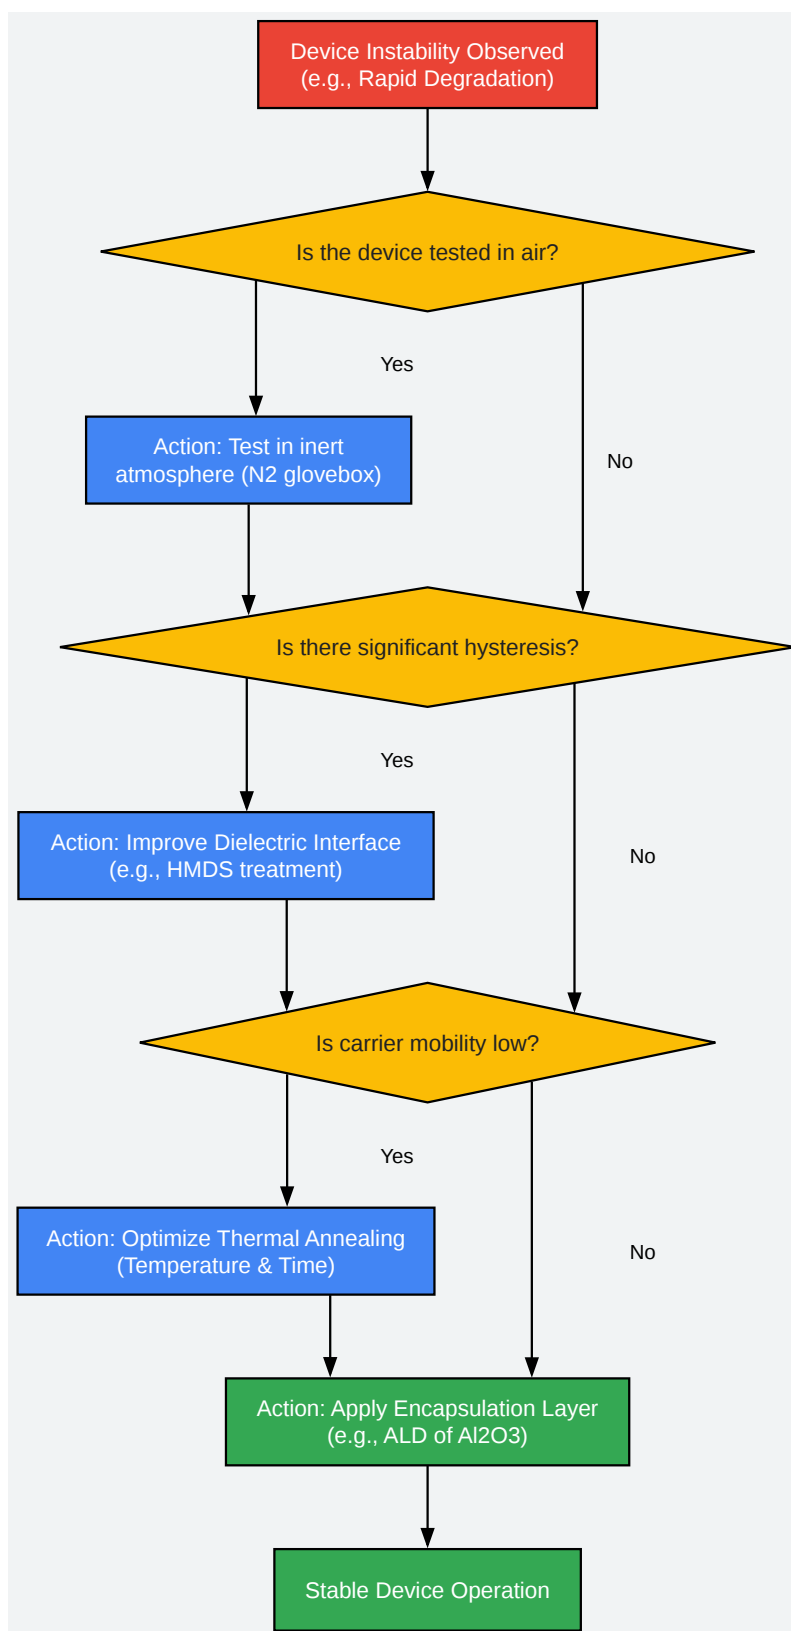 Device Instability Observed
(e.g., Rapid Degradation)
Is the device tested in air?
Yes
Action: Test in inert
atmosphere (N2 glovebox)
No
Is there significant hysteresis?
Yes
Action: Improve Dielectric Interface
(e.g., HMDS treatment)
No
Is carrier mobility low?
Yes
Action: Optimize Thermal Annealing
(Temperature & Time)
No
Action: Apply Encapsulation Layer
(e.g., ALD of Al2O3)
Stable Device Operation